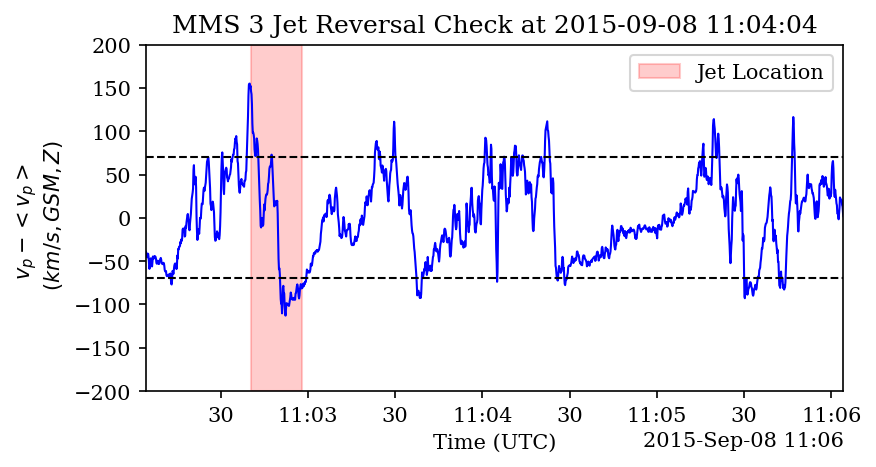 MMS 3 Jet Reversal Check at 2015-09-08 11:04:04
200
150
100
50
0
−50
−100
−150
−200
v_p − < v_p >
(km/s, GSM, Z)
Jet Location
30
11:03
30
11:04
30
11:05
30
11:06
Time (UTC)
2015-Sep-08 11:06